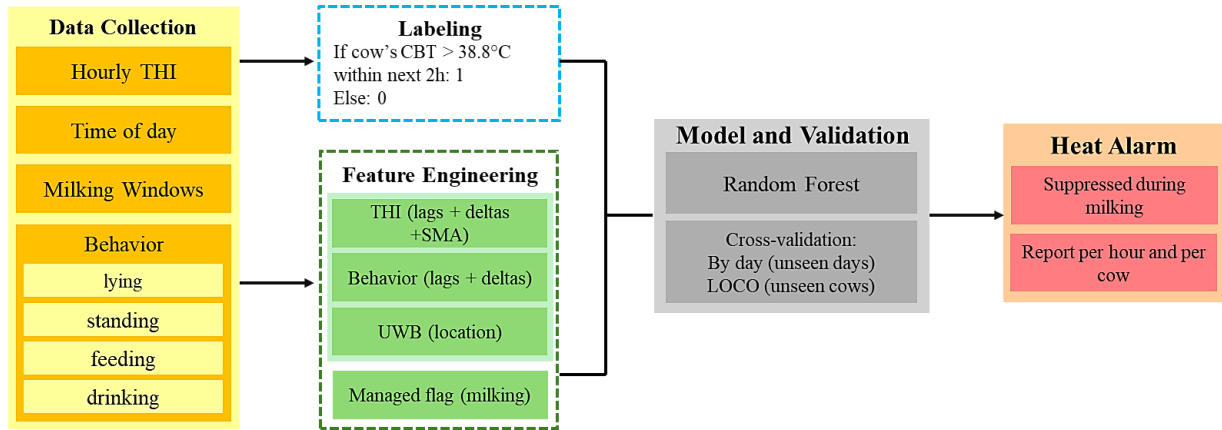 Data Collection
Hourly THI
Time of day
Milking Windows
Behavior
lying
standing
feeding
drinking
Labeling
If cow's CBT > 38.8°C
within next 2h: 1
Else: 0
Feature Engineering
THI (lags + deltas
+SMA)
Behavior (lags + deltas)
UWB (location)
Managed flag (milking)
Model and Validation
Random Forest
Cross-validation:
By day (unseen days)
LOCO (unseen cows)
Heat Alarm
Suppressed during
milking
Report per hour and per
cow